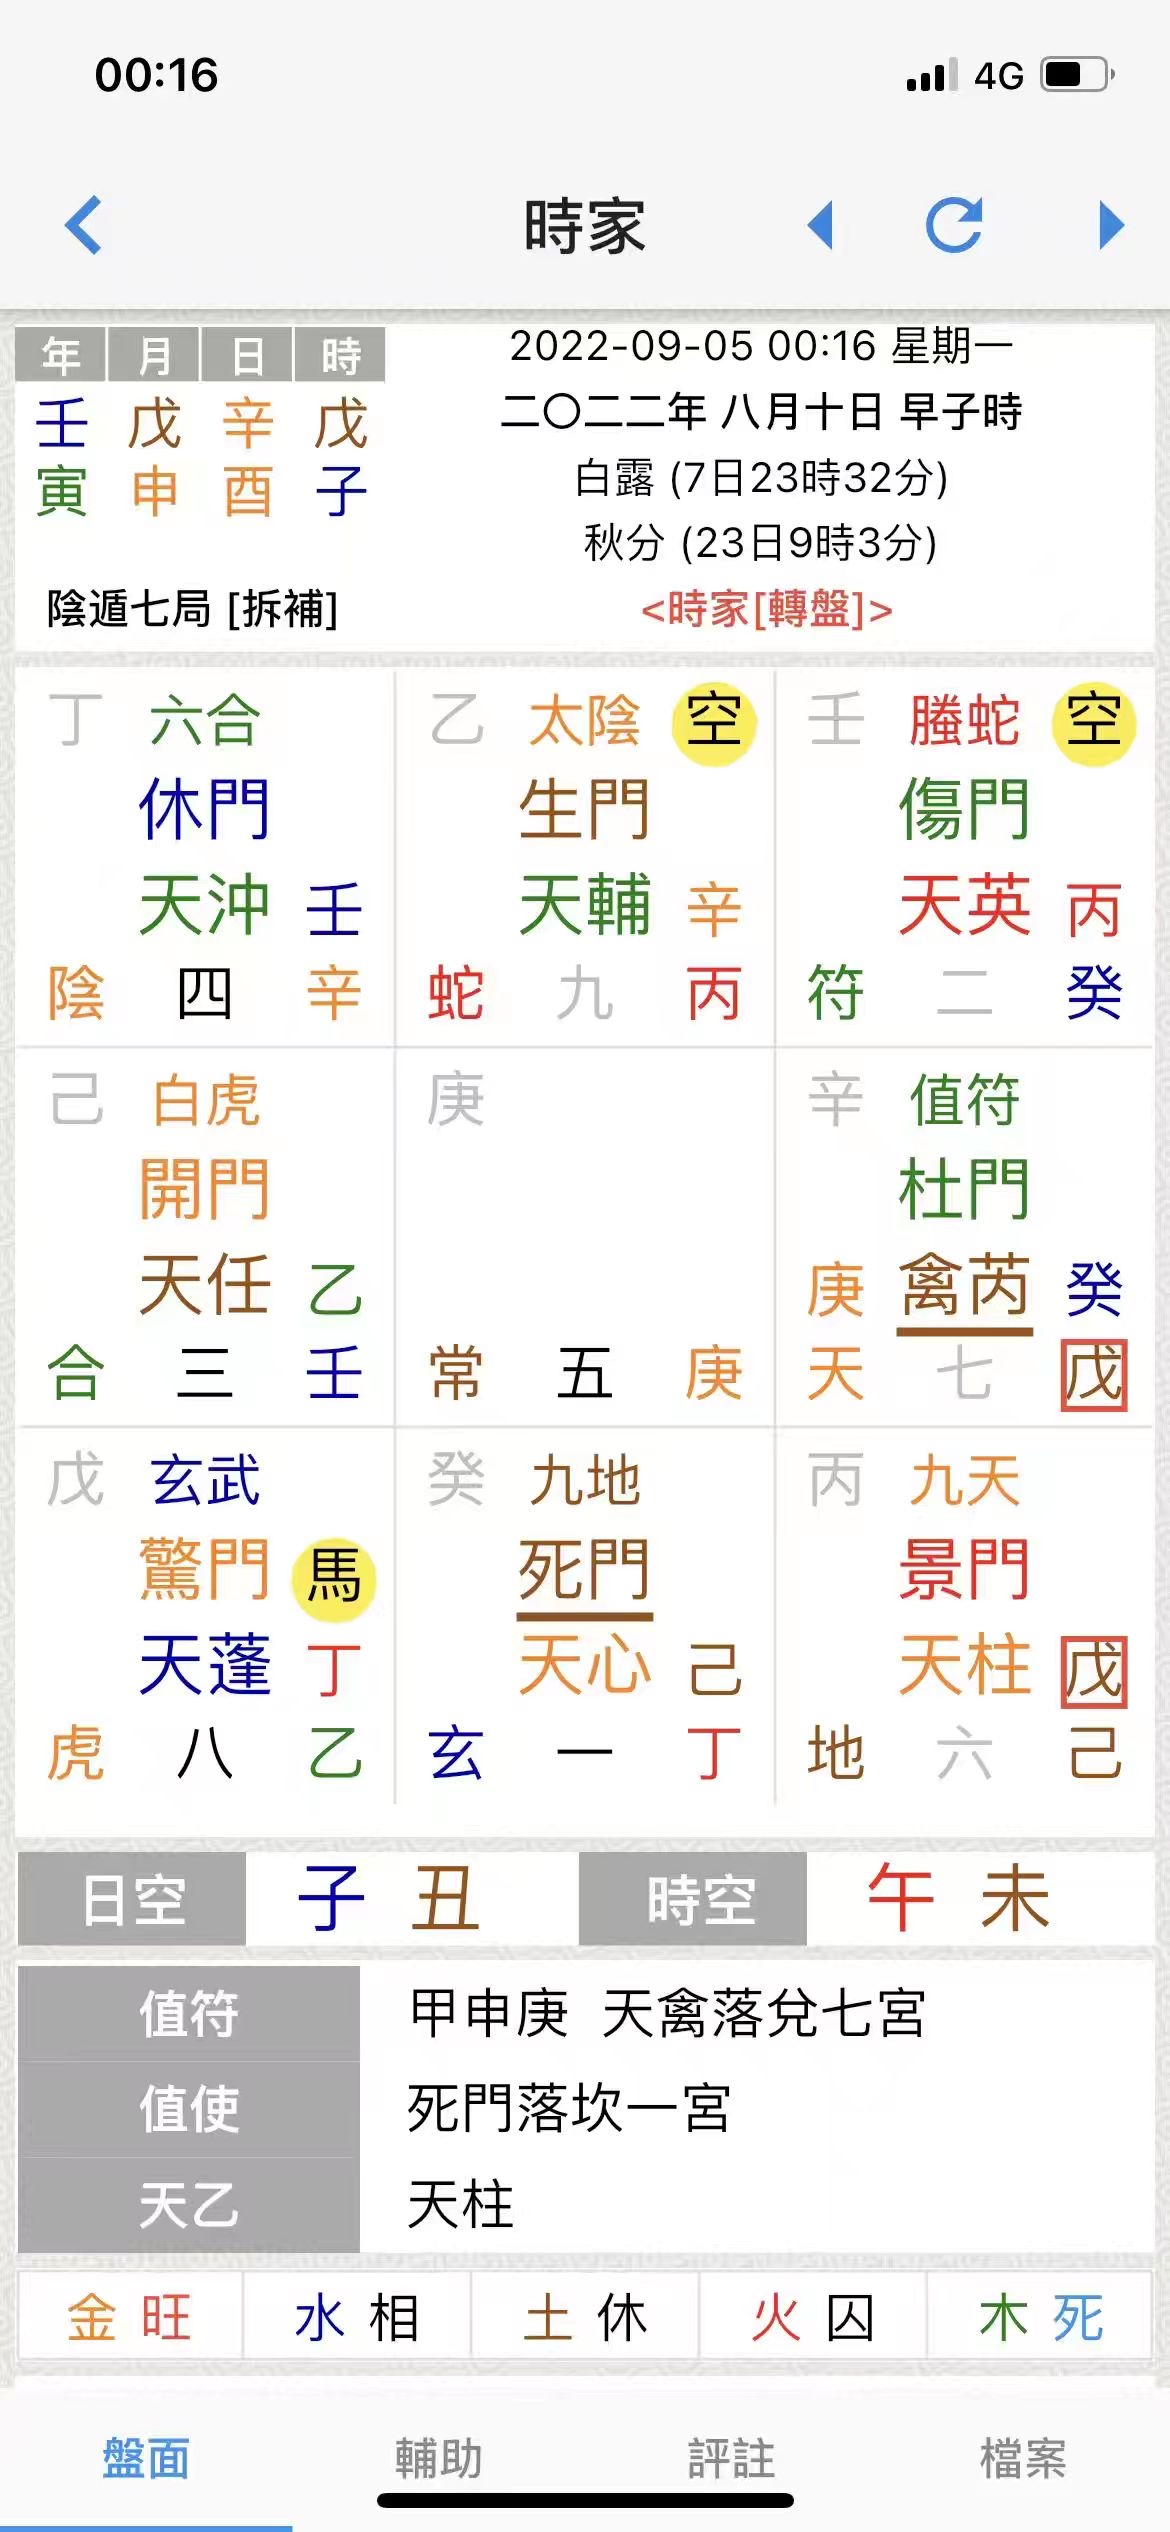 00:16 4G
時家
年 月 日 時
壬 戊 辛 戊
寅 申 酉 子
2022-09-05 00:16 星期一
二〇二二年 八月十日 早子時
白露 (7日23時32分)
秋分 (23日9時3分)
陰遁七局 [拆補]
<時家[轉盤]>
丁 六合
休門
天沖 壬
陰 四 辛
乙 太陰 空
生門
天輔 辛
蛇 九 丙
壬 螣蛇 空
傷門
天英 丙
符 二 癸
己 白虎
開門
天任 乙
合 三 壬
庚
常 五 庚
辛 值符
杜門
庚 禽芮 癸
天 七 戊
戊 玄武
驚門 馬
天蓬 丁
虎 八 乙
癸 九地
死門
天心 己
玄 一 丁
丙 九天
景門
天柱 戊
地 六 己
日空 子 丑 時空 午 未
值符 甲申庚 天禽落兌七宮
值使 死門落坎一宮
天乙 天柱
金 旺 水 相 土 休 火 囚 木 死
盤面 輔助 評註 檔案